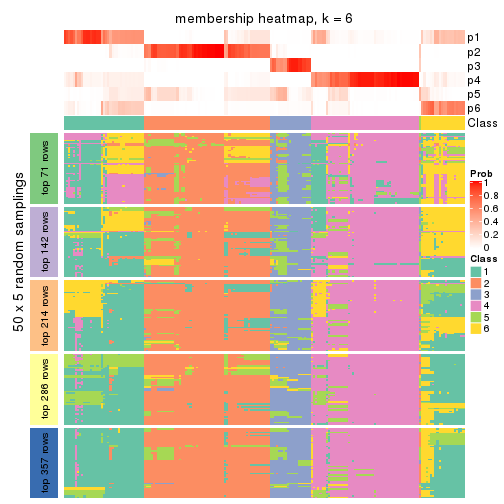 membership heatmap, k = 6
p1
p2
p3
p4
p5
p6
Class
50 x 5 random samplings
top 71 rows
top 142 rows
top 214 rows
top 286 rows
top 357 rows
Prob
1
0.8
0.6
0.4
0.2
0
Class
1
2
3
4
5
6